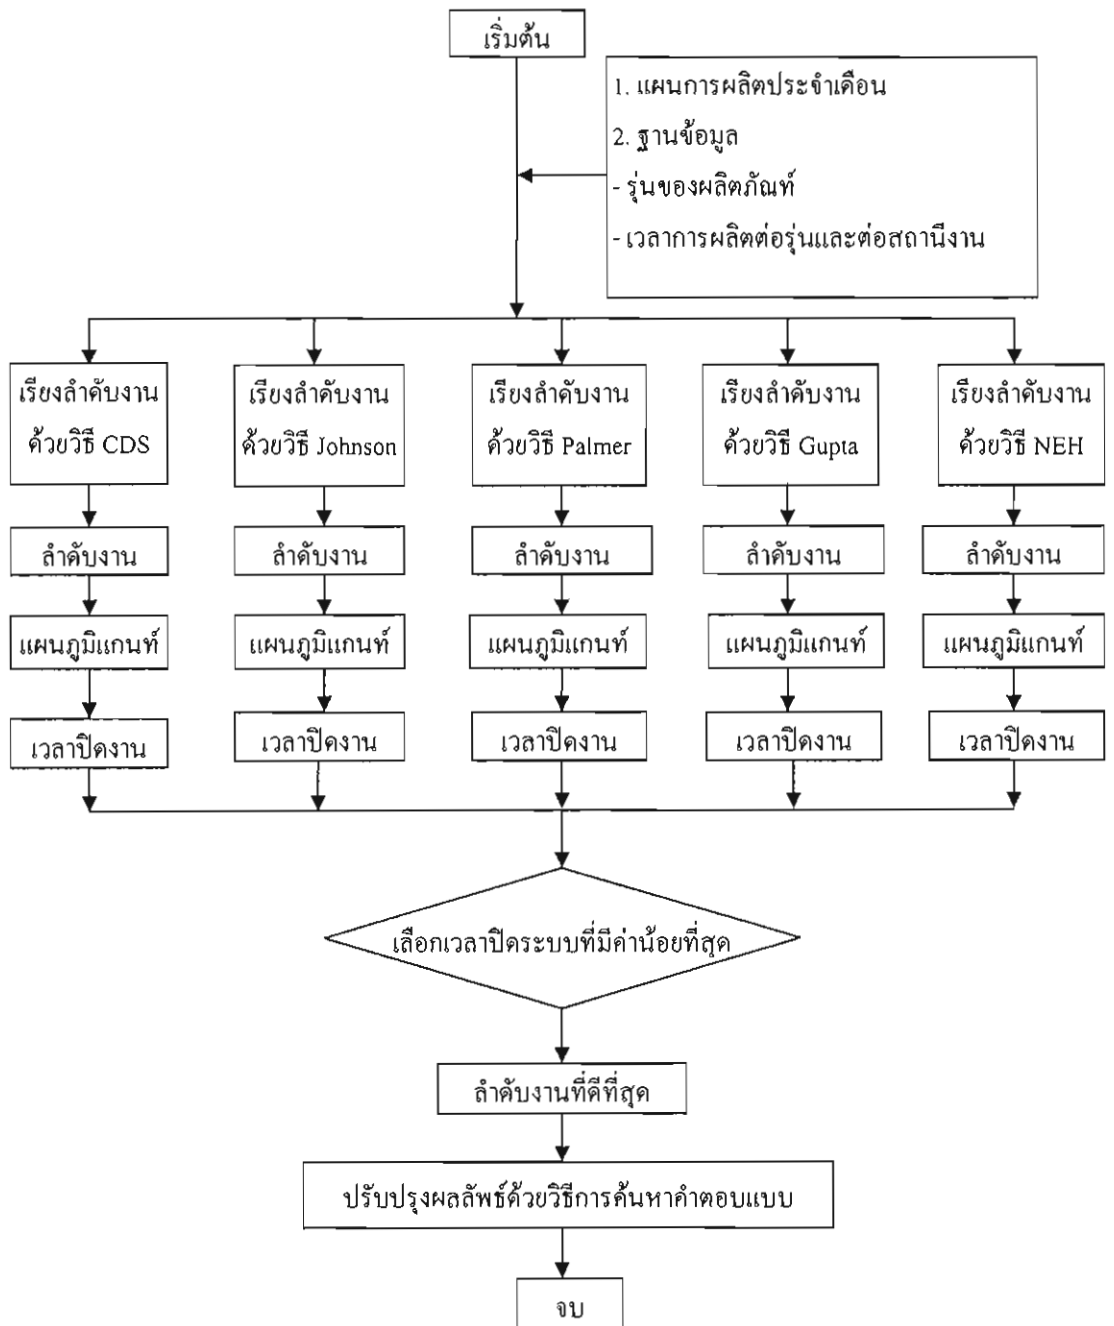 เริ่มต้น
1. แผนการผลิตประจำเดือน
2. ฐานข้อมูล
- รุ่นของผลิตภัณฑ์
- เวลาการผลิตต่อรุ่นและต่อสถานีงาน
เรียงลำดับงาน
ด้วยวิธี CDS
เรียงลำดับงาน
ด้วยวิธี Johnson
เรียงลำดับงาน
ด้วยวิธี Palmer
เรียงลำดับงาน
ด้วยวิธี Gupta
เรียงลำดับงาน
ด้วยวิธี NEH
ลำดับงาน
ลำดับงาน
ลำดับงาน
ลำดับงาน
ลำดับงาน
แผนภูมิแกนท์
แผนภูมิแกนท์
แผนภูมิแกนท์
แผนภูมิแกนท์
แผนภูมิแกนท์
เวลาปิดงาน
เวลาปิดงาน
เวลาปิดงาน
เวลาปิดงาน
เวลาปิดงาน
เลือกเวลาปิดระบบที่มีค่าน้อยที่สุด
ลำดับงานที่ดีที่สุด
ปรับปรุงผลลัพธ์ด้วยวิธีการค้นหาคำตอบแบบ
จบ